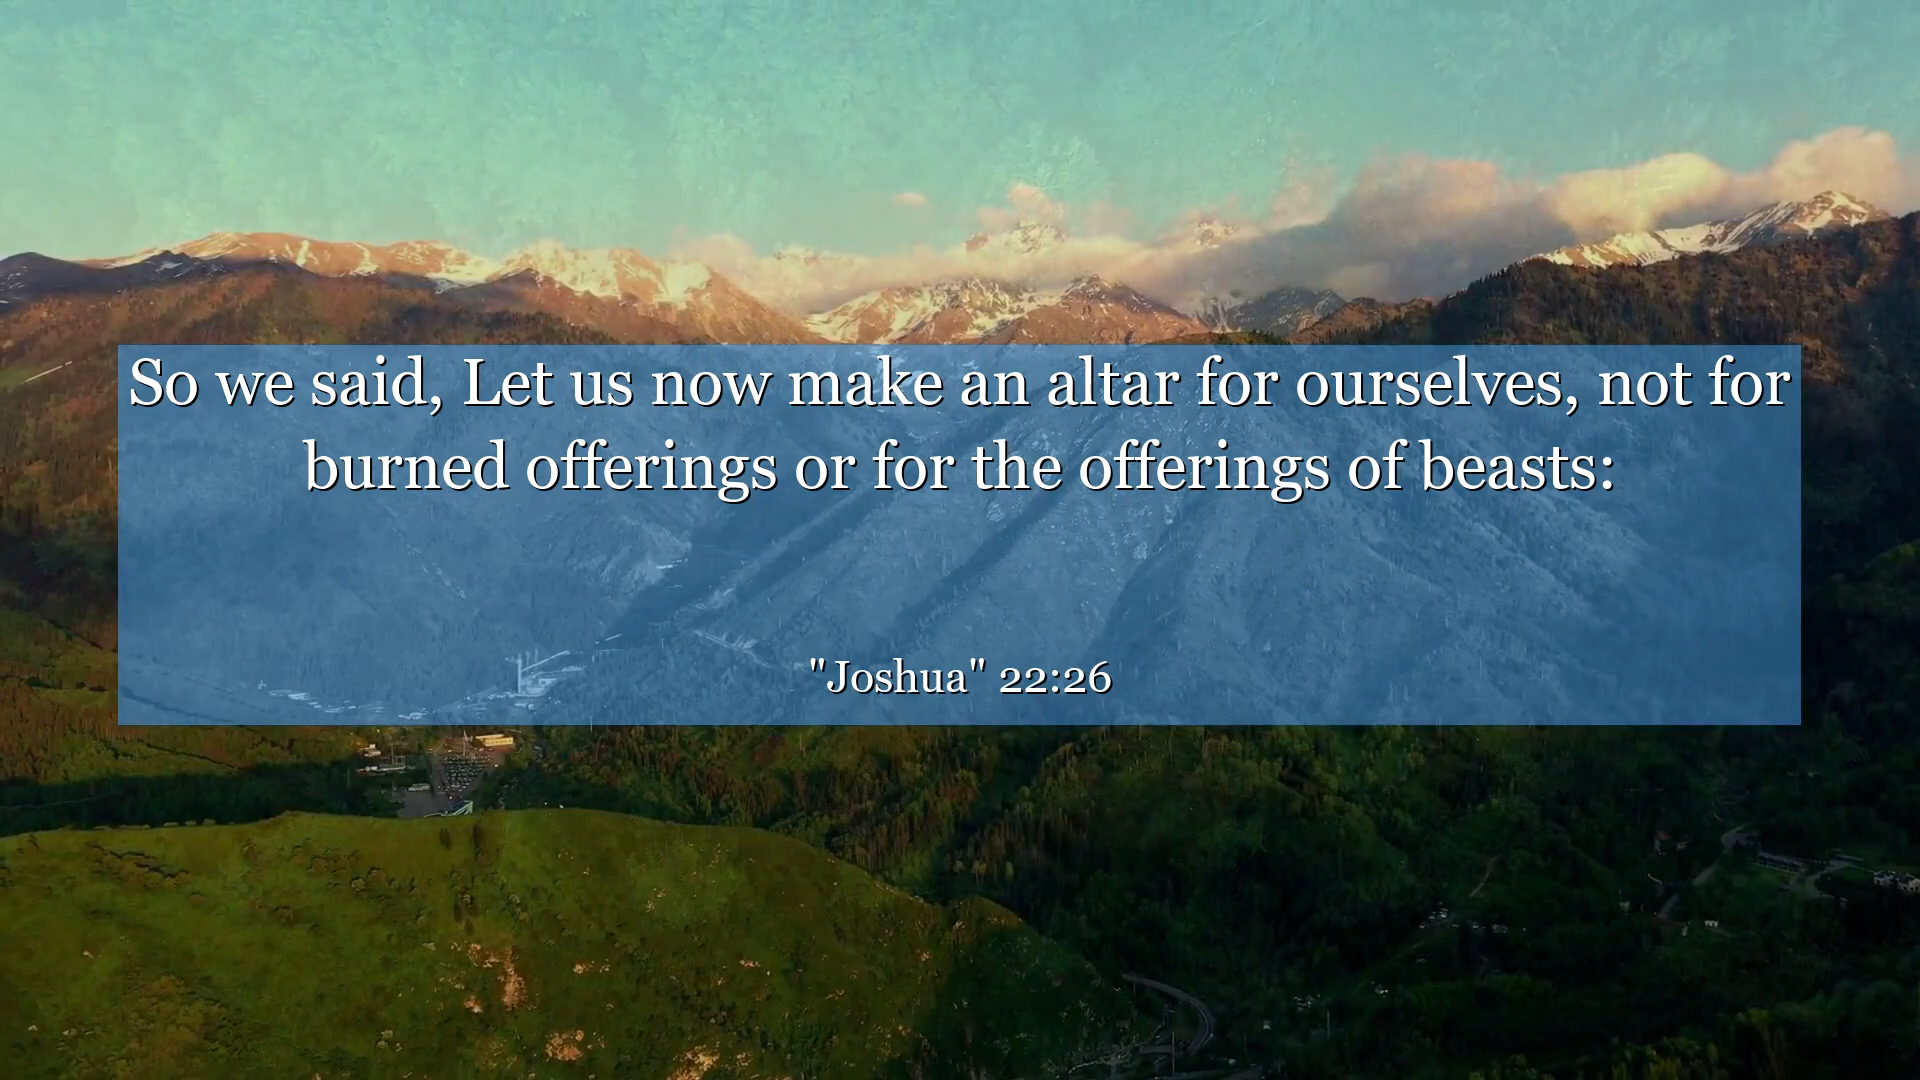 So we said, Let us now make an altar for ourselves, not for
burned offerings or for the offerings of beasts:
"Joshua" 22:26